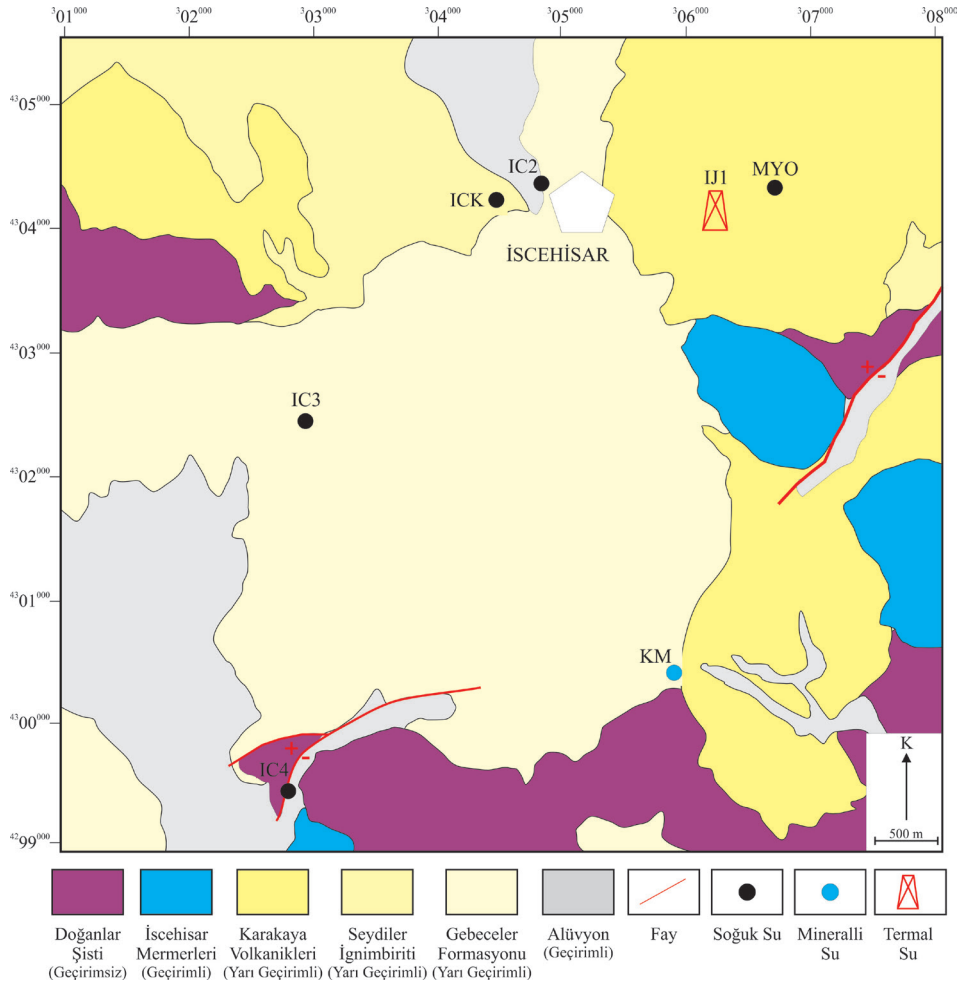 ³01⁰⁰⁰ ³02⁰⁰⁰ ³03⁰⁰⁰ ³04⁰⁰⁰ ³05⁰⁰⁰ ³06⁰⁰⁰ ³07⁰⁰⁰ ³08⁰⁰⁰
⁴³05⁰⁰⁰
⁴³04⁰⁰⁰
⁴³03⁰⁰⁰
⁴³02⁰⁰⁰
⁴³01⁰⁰⁰
⁴³00⁰⁰⁰
⁴²99⁰⁰⁰
IC2
ICK
İSCEHİSAR
IJ1
MYO
+
-
IC3
KM
+
-
IC4
K
500 m
Doğanlar
Şisti
(Geçirimsiz)
İscehisar
Mermerleri
(Geçirimli)
Karakaya
Volkanikleri
(Yarı Geçirimli)
Seydiler
İgnimbiriti
(Yarı Geçirimli)
Gebeceler
Formasyonu
(Yarı Geçirimli)
Alüvyon
(Geçirimli)
Fay
Soğuk Su
Mineralli
Su
Termal
Su